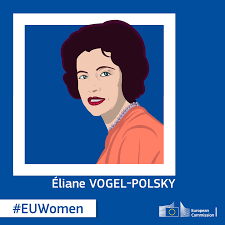 Éliane VOGEL-POLSKY
#EUWomen
European
Commission